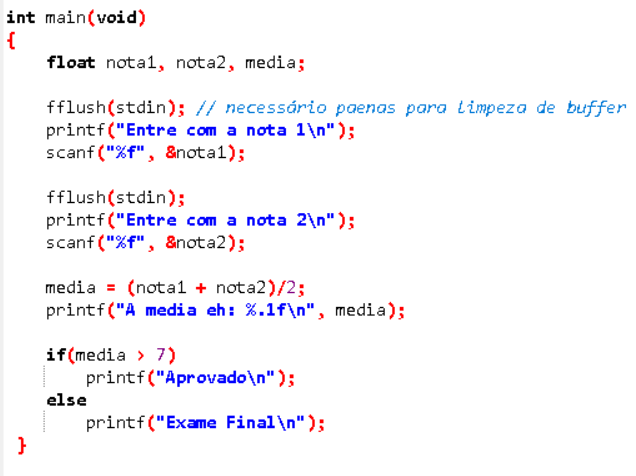 int main(void)
{
float nota1, nota2, media;
fflush(stdin); // necessário paenas para limpeza de buffer
printf("Entre com a nota 1\n");
scanf("%f", &nota1);
fflush(stdin);
printf("Entre com a nota 2\n");
scanf("%f", &nota2);
media = (nota1 + nota2)/2;
printf("A media eh: %.1f\n", media);
if(media > 7)
printf("Aprovado\n");
else
printf("Exame Final\n");
}